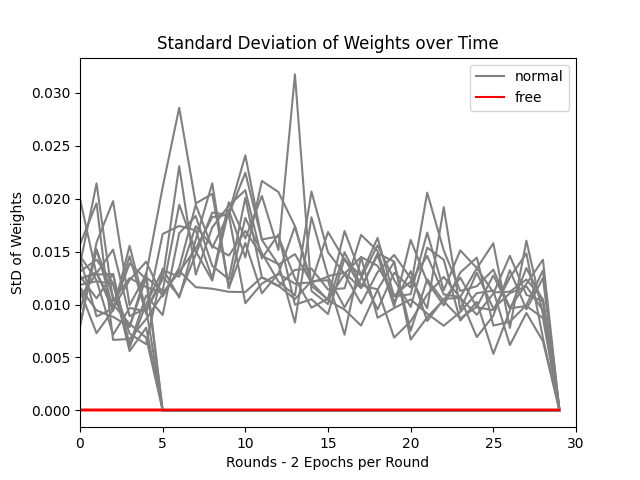 Standard Deviation of Weights over Time
normal
free
StD of Weights
0.030
0.025
0.020
0.015
0.010
0.005
0.000
0 5 10 15 20 25 30
Rounds - 2 Epochs per Round